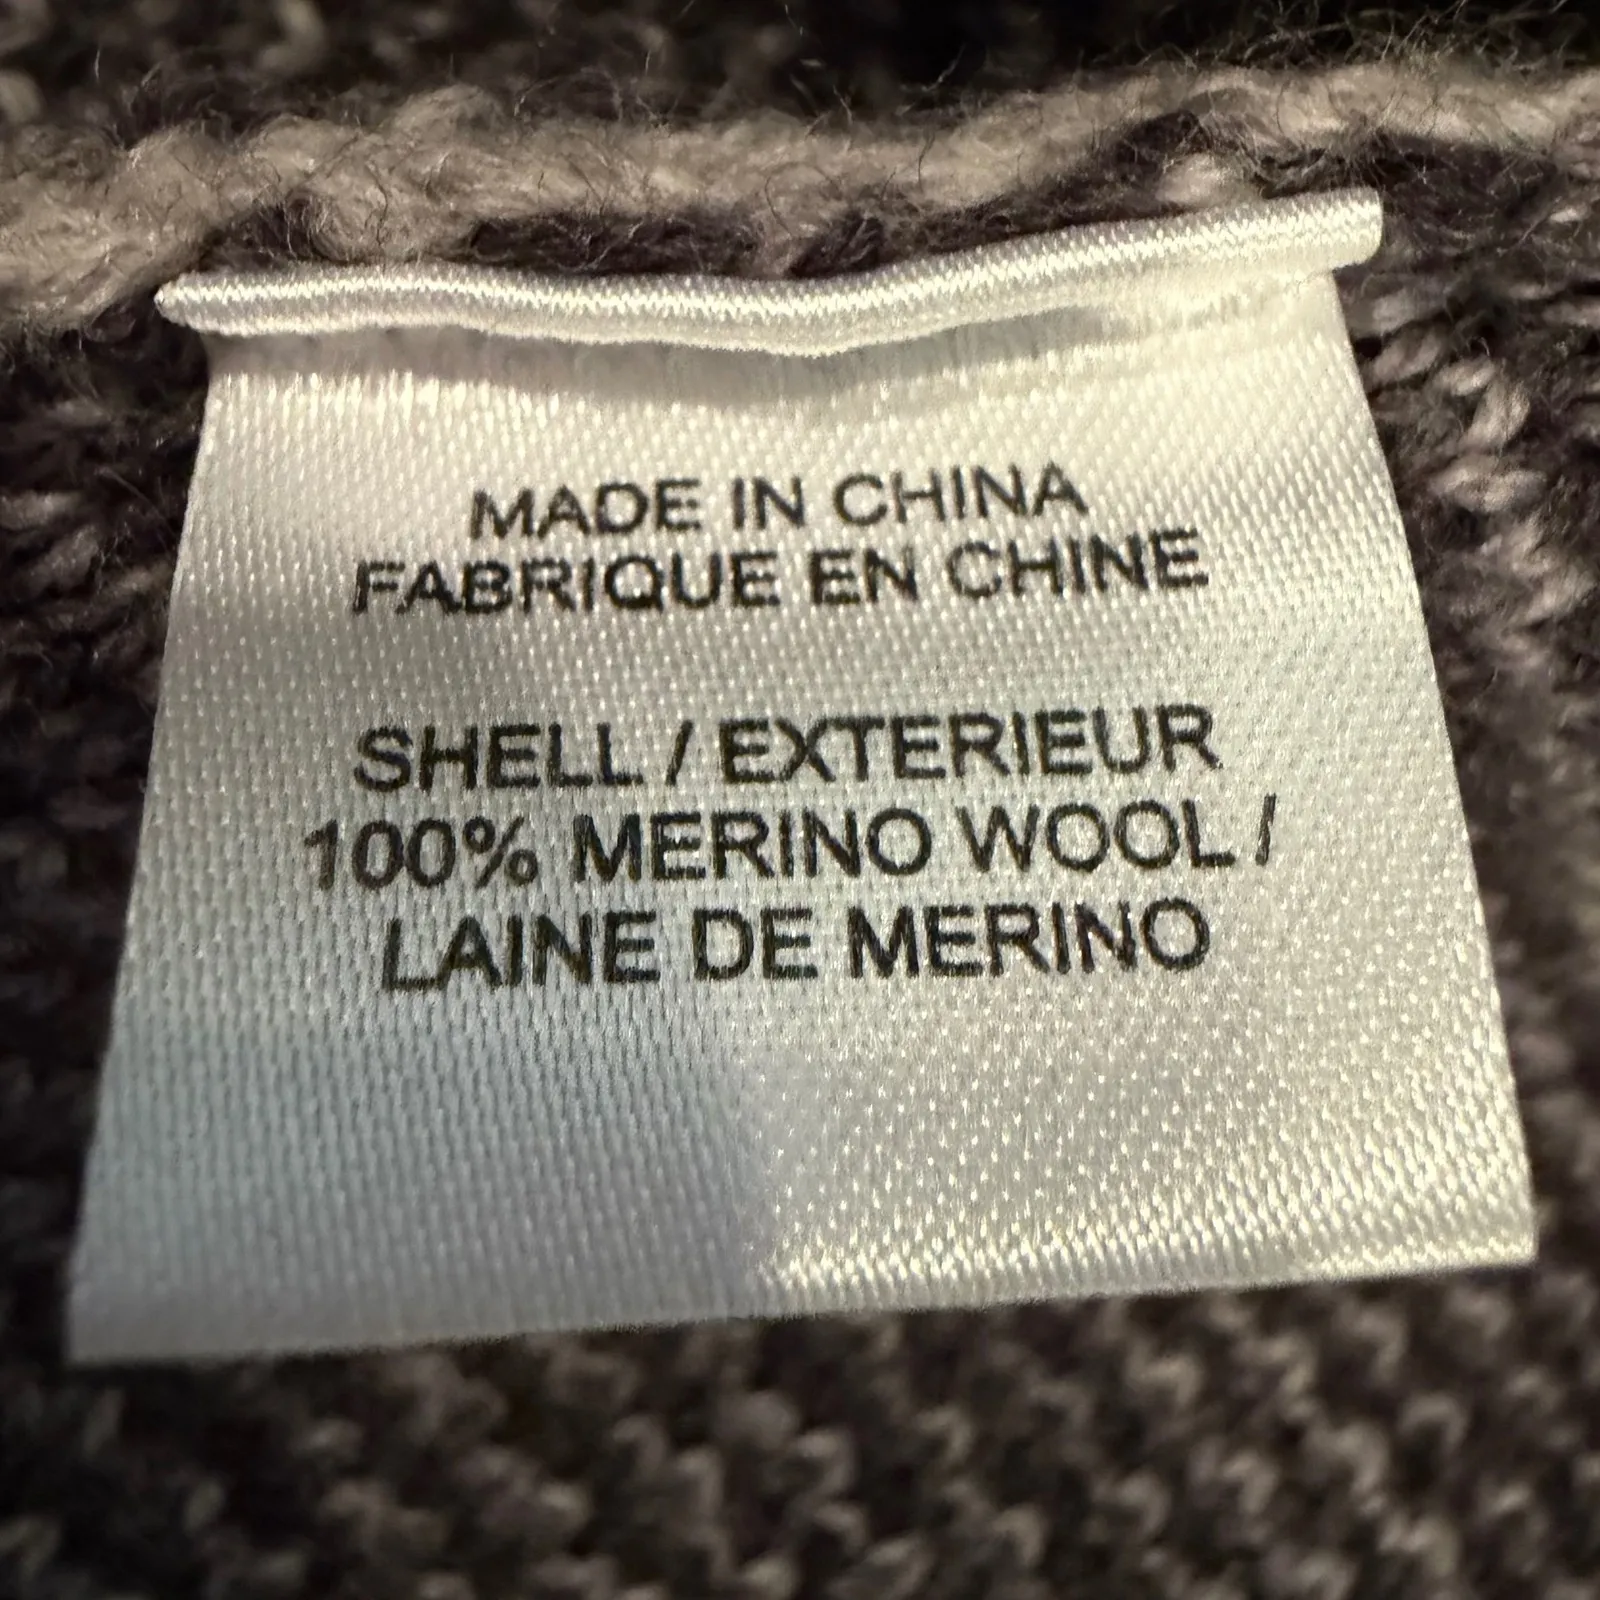 MADE IN CHINA
FABRIQUE EN CHINE
SHELL / EXTERIEUR
100% MERINO WOOL /
LAINE DE MERINO